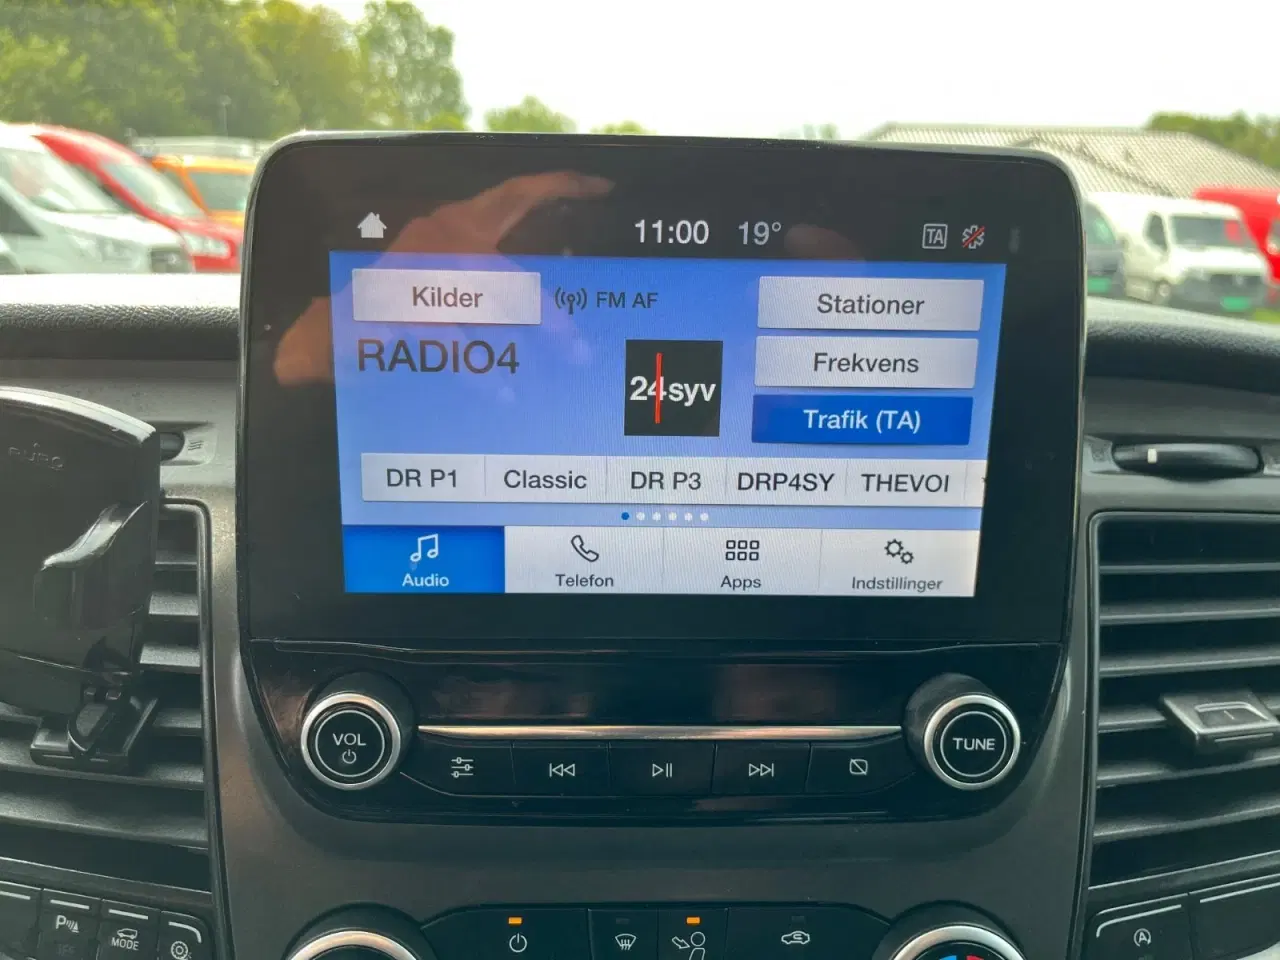 11:00 19° TA
Kilder FM AF Stationer
RADIO4
24syv
Frekvens
Trafik (TA)
DR P1 Classic DR P3 DRP4SY THEVOI
Audio Telefon Apps Indstillinger
VOL
TUNE
MODE
OFF
A